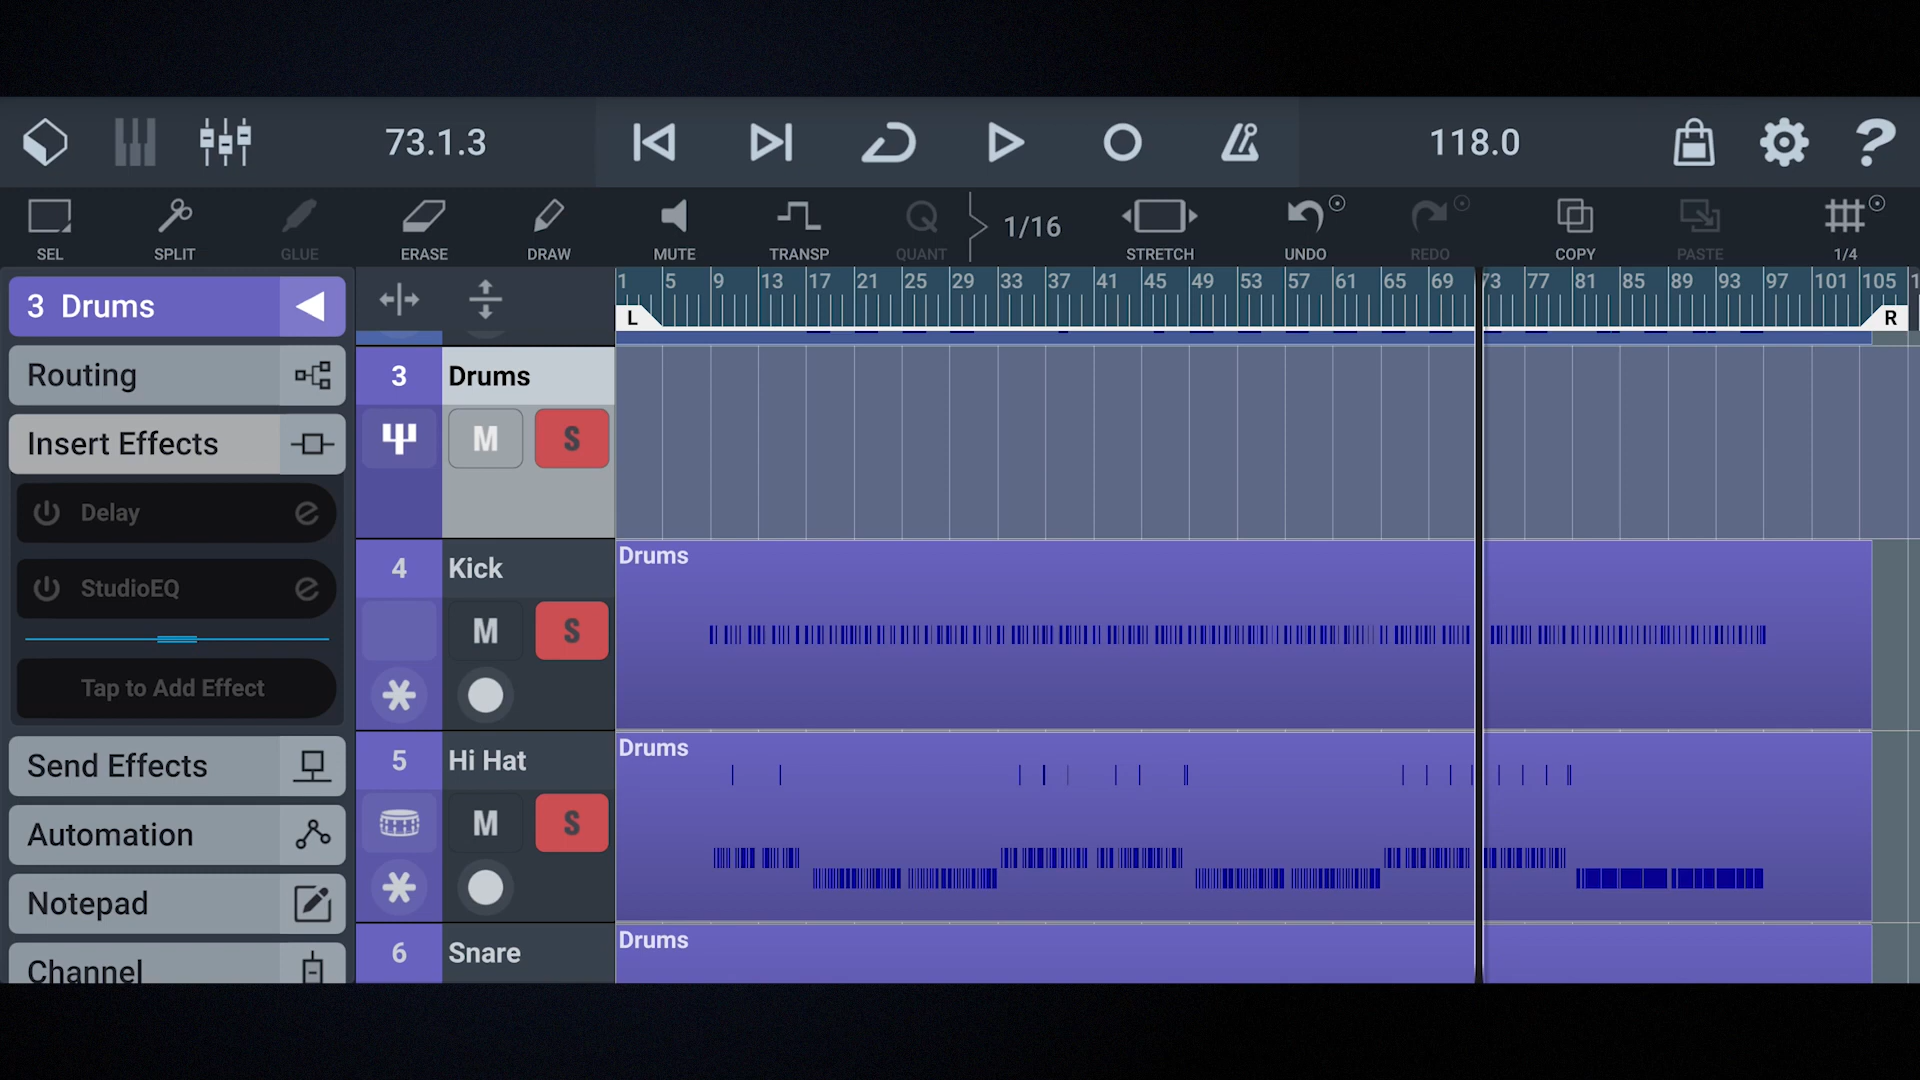 73.1.3
118.0
SEL
SPLIT
GLUE
ERASE
DRAW
MUTE
TRANSP
Q
QUANT
1/16
STRETCH
UNDO
REDO
COPY
PASTE
1/4
1 5 9 13 17 21 25 29 33 37 41 45 49 53 57 61 65 69 73 77 81 85 89 93 97 101 105
L
R
3 Drums
Routing
Insert Effects
Delay
StudioEQ
Tap to Add Effect
Send Effects
Automation
Notepad
Channel
3 Drums
M S
4 Kick
M S
Drums
5 Hi Hat
M S
Drums
6 Snare
Drums